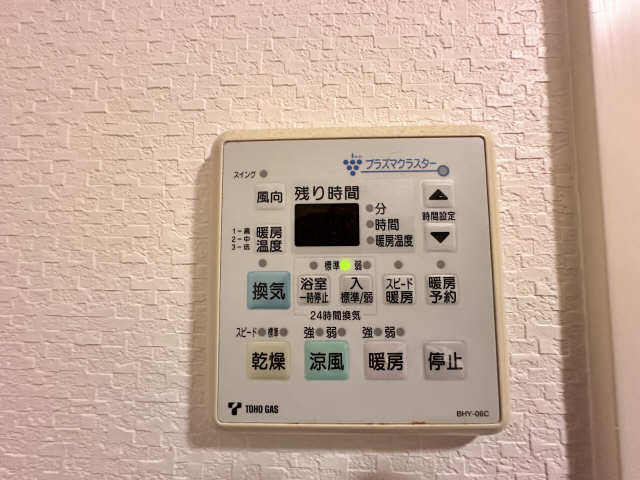 プラズマクラスター
スイング
風向
残り時間
分
時間
暖房温度
時間設定
1－高
2－中
3－低
暖房
温度
標準 弱
換気
浴室
一時停止
入
標準/弱
スピード
暖房
暖房
予約
24時間換気
スピード 標準
強 弱
強 弱
乾燥
涼風
暖房
停止
TOHO GAS
BHY-06C